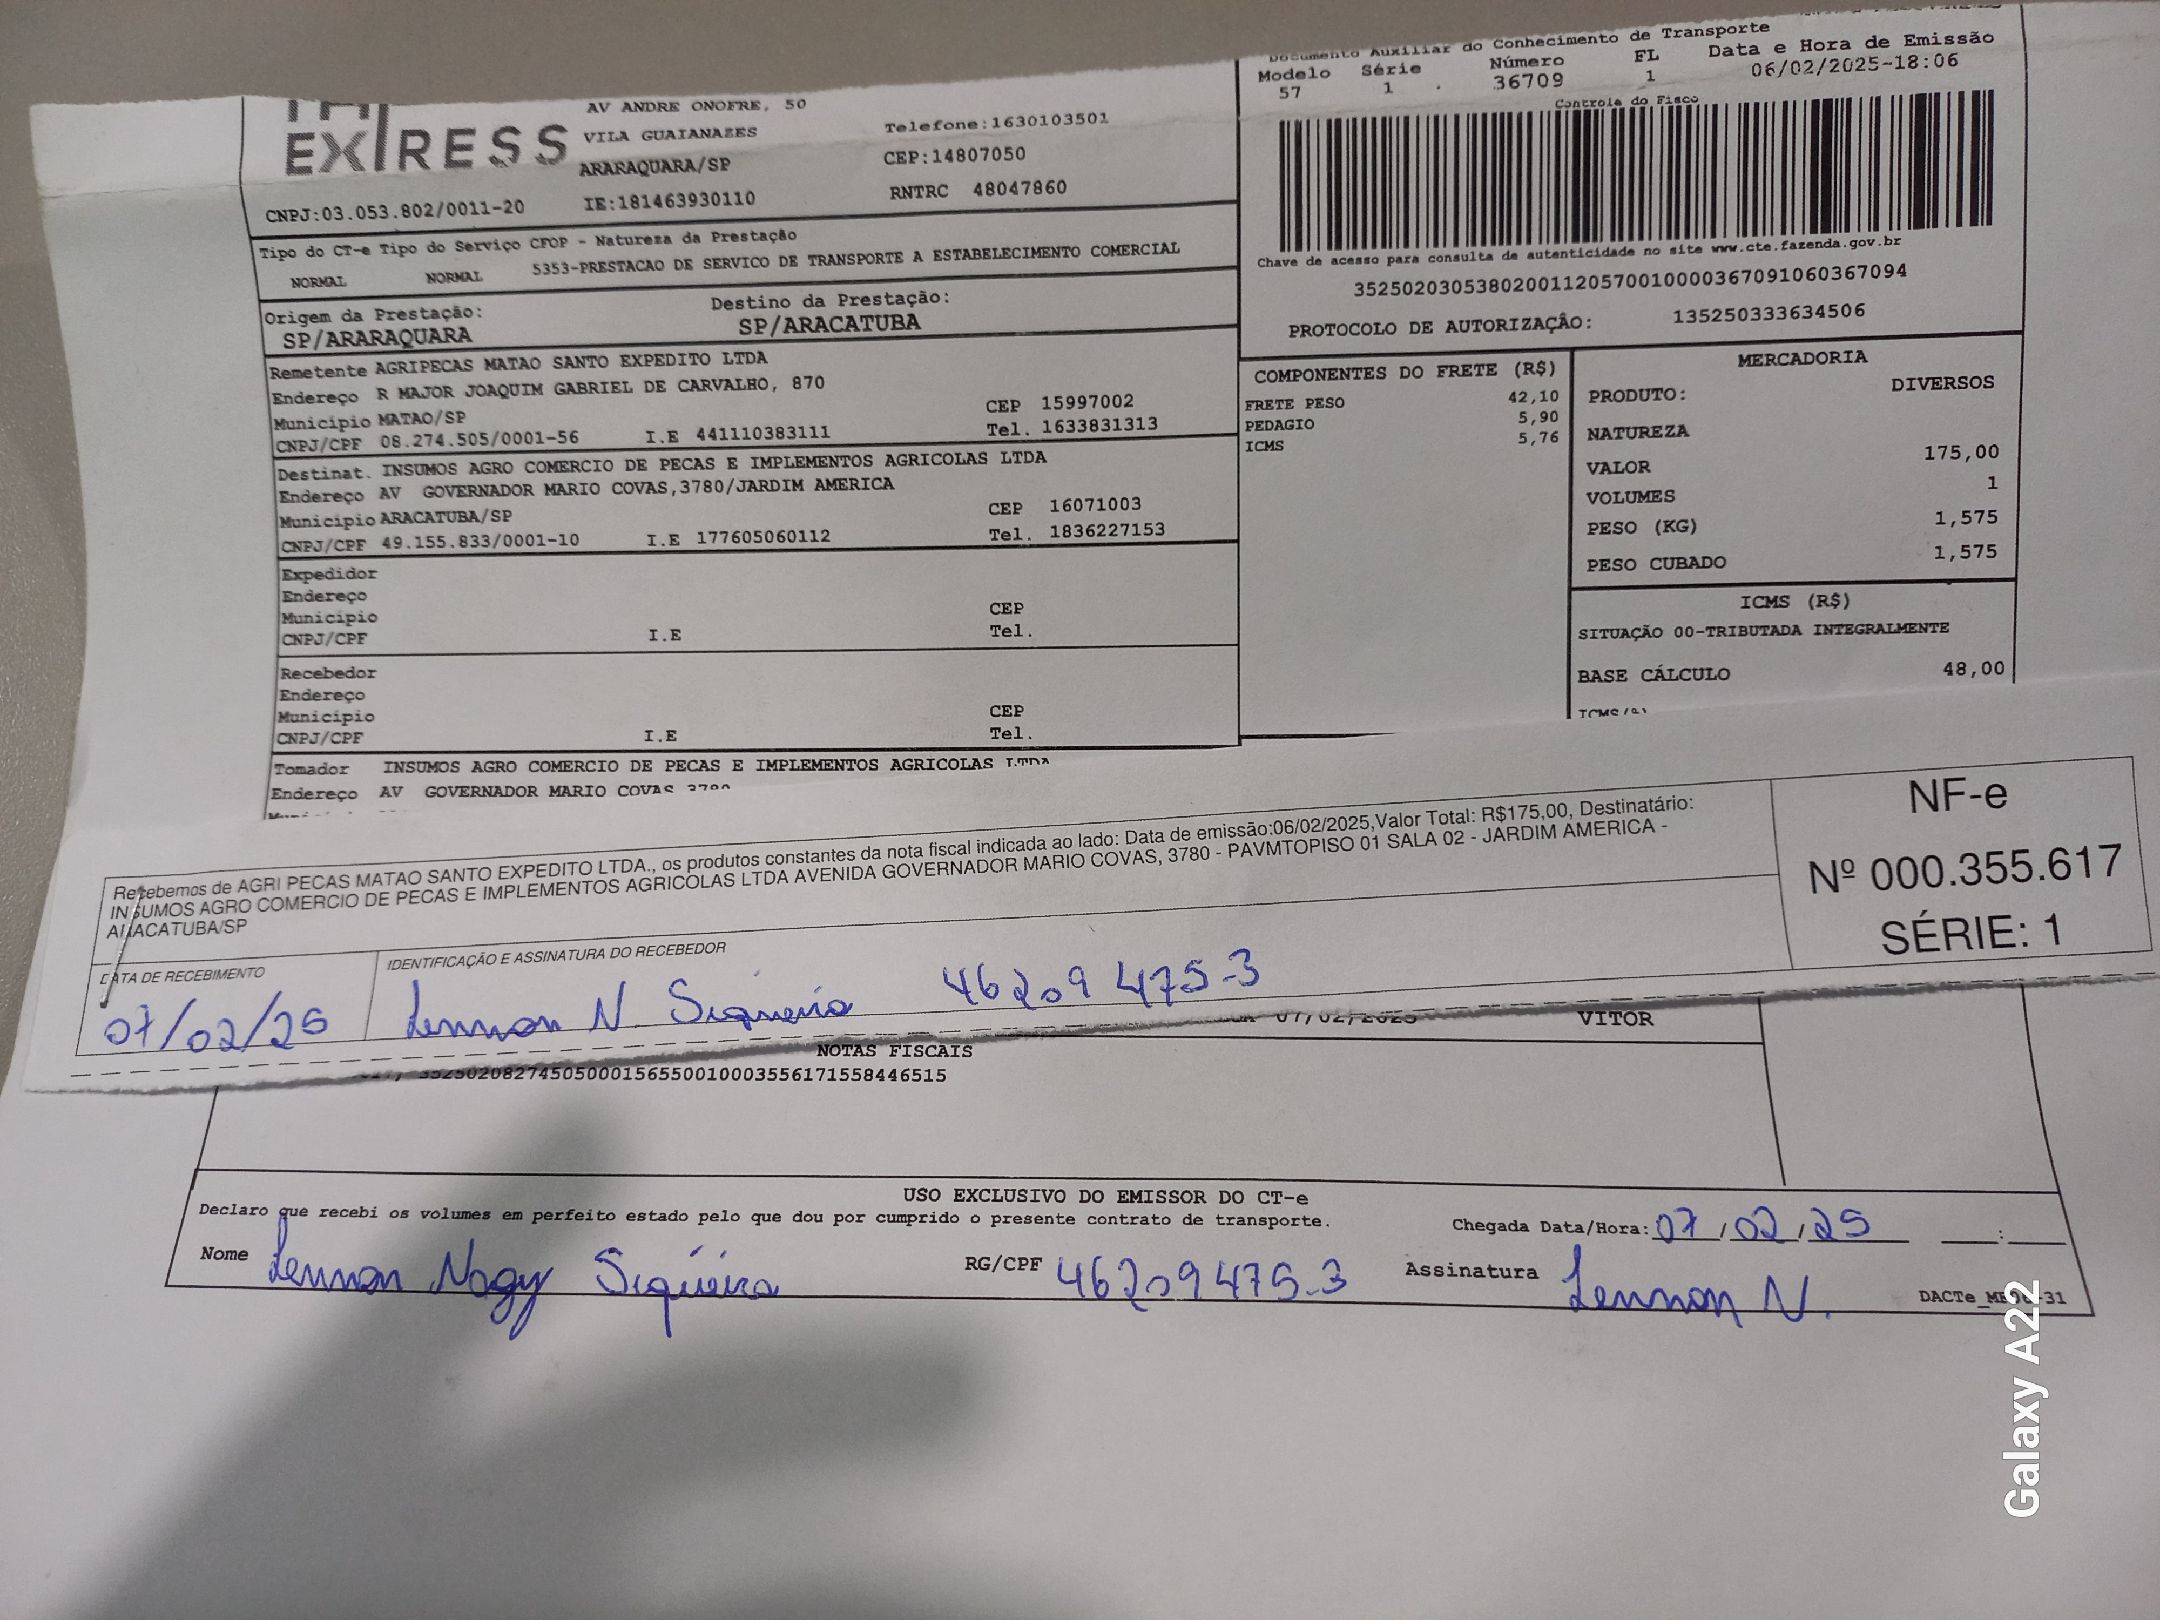 EXPRESS
AV ANDRE ONOFRE, 50
VILA GUAIANAZES
Telefone:1630103501
ARARAQUARA/SP
CEP:14807050
CNPJ:03.053.802/0011-20
IE:181463930110
RNTRC 48047860
Tipo do CT-e Tipo do Serviço CFOP - Natureza da Prestação
NORMAL NORMAL 5353-PRESTACAO DE SERVICO DE TRANSPORTE A ESTABELECIMENTO COMERCIAL
Origem da Prestação: Destino da Prestação:
SP/ARARAQUARA SP/ARACATUBA
Remetente AGRIPECAS MATAO SANTO EXPEDITO LTDA
Endereço R MAJOR JOAQUIM GABRIEL DE CARVALHO, 870
Município MATAO/SP CEP 15997002
CNPJ/CPF 08.274.505/0001-56 I.E 441110383111 Tel. 1633831313
Destinat. INSUMOS AGRO COMERCIO DE PECAS E IMPLEMENTOS AGRICOLAS LTDA
Endereço AV GOVERNADOR MARIO COVAS,3780/JARDIM AMERICA
Município ARACATUBA/SP CEP 16071003
CNPJ/CPF 49.155.833/0001-10 I.E 177605060112 Tel. 1836227153
Expedidor
Endereço
Município CEP
CNPJ/CPF I.E Tel.
Recebedor
Endereço
Município CEP
CNPJ/CPF I.E Tel.
Tomador INSUMOS AGRO COMERCIO DE PECAS E IMPLEMENTOS AGRICOLAS LTDA
Endereço AV GOVERNADOR MARIO COVAS 3780
Documento Auxiliar do Conhecimento de Transporte
Modelo Série Número FL Data e Hora de Emissão
57 1 36709 1 06/02/2025-18:06
Controle do Fisco
Chave de acesso para consulta de autenticidade no site www.cte.fazenda.gov.br
35250203053802001120570010000367091060367094
PROTOCOLO DE AUTORIZAÇÂO: 135250333634506
COMPONENTES DO FRETE (R$)
FRETE PESO 42,10
PEDAGIO 5,90
ICMS 5,76
MERCADORIA
PRODUTO: DIVERSOS
NATUREZA
VALOR 175,00
VOLUMES 1
PESO (KG) 1,575
PESO CUBADO 1,575
ICMS (R$)
SITUAÇÃO 00-TRIBUTADA INTEGRALMENTE
BASE CÁLCULO 48,00
Recebemos de AGRI PECAS MATAO SANTO EXPEDITO LTDA., os produtos constantes da nota fiscal indicada ao lado: Data de emissão:06/02/2025,Valor Total: R$175,00, Destinatário:
INSUMOS AGRO COMERCIO DE PECAS E IMPLEMENTOS AGRICOLAS LTDA AVENIDA GOVERNADOR MARIO COVAS, 3780 - PAVMTOPISO 01 SALA 02 - JARDIM AMERICA -
ARACATUBA/SP
DATA DE RECEBIMENTO
07/02/25
IDENTIFICAÇÃO E ASSINATURA DO RECEBEDOR
Lennon N. Siqueira 46209475-3
NF-e
Nº 000.355.617
SÉRIE: 1
07/02/2025 VITOR
NOTAS FISCAIS
35250208274505000156550010003556171558446515
USO EXCLUSIVO DO EMISSOR DO CT-e
Declaro que recebi os volumes em perfeito estado pelo que dou por cumprido o presente contrato de transporte.
Chegada Data/Hora: 07/02/25 __:__
Nome Lennon Nagy Siqueira RG/CPF 46209475-3 Assinatura Lennon N.
Galaxy A22